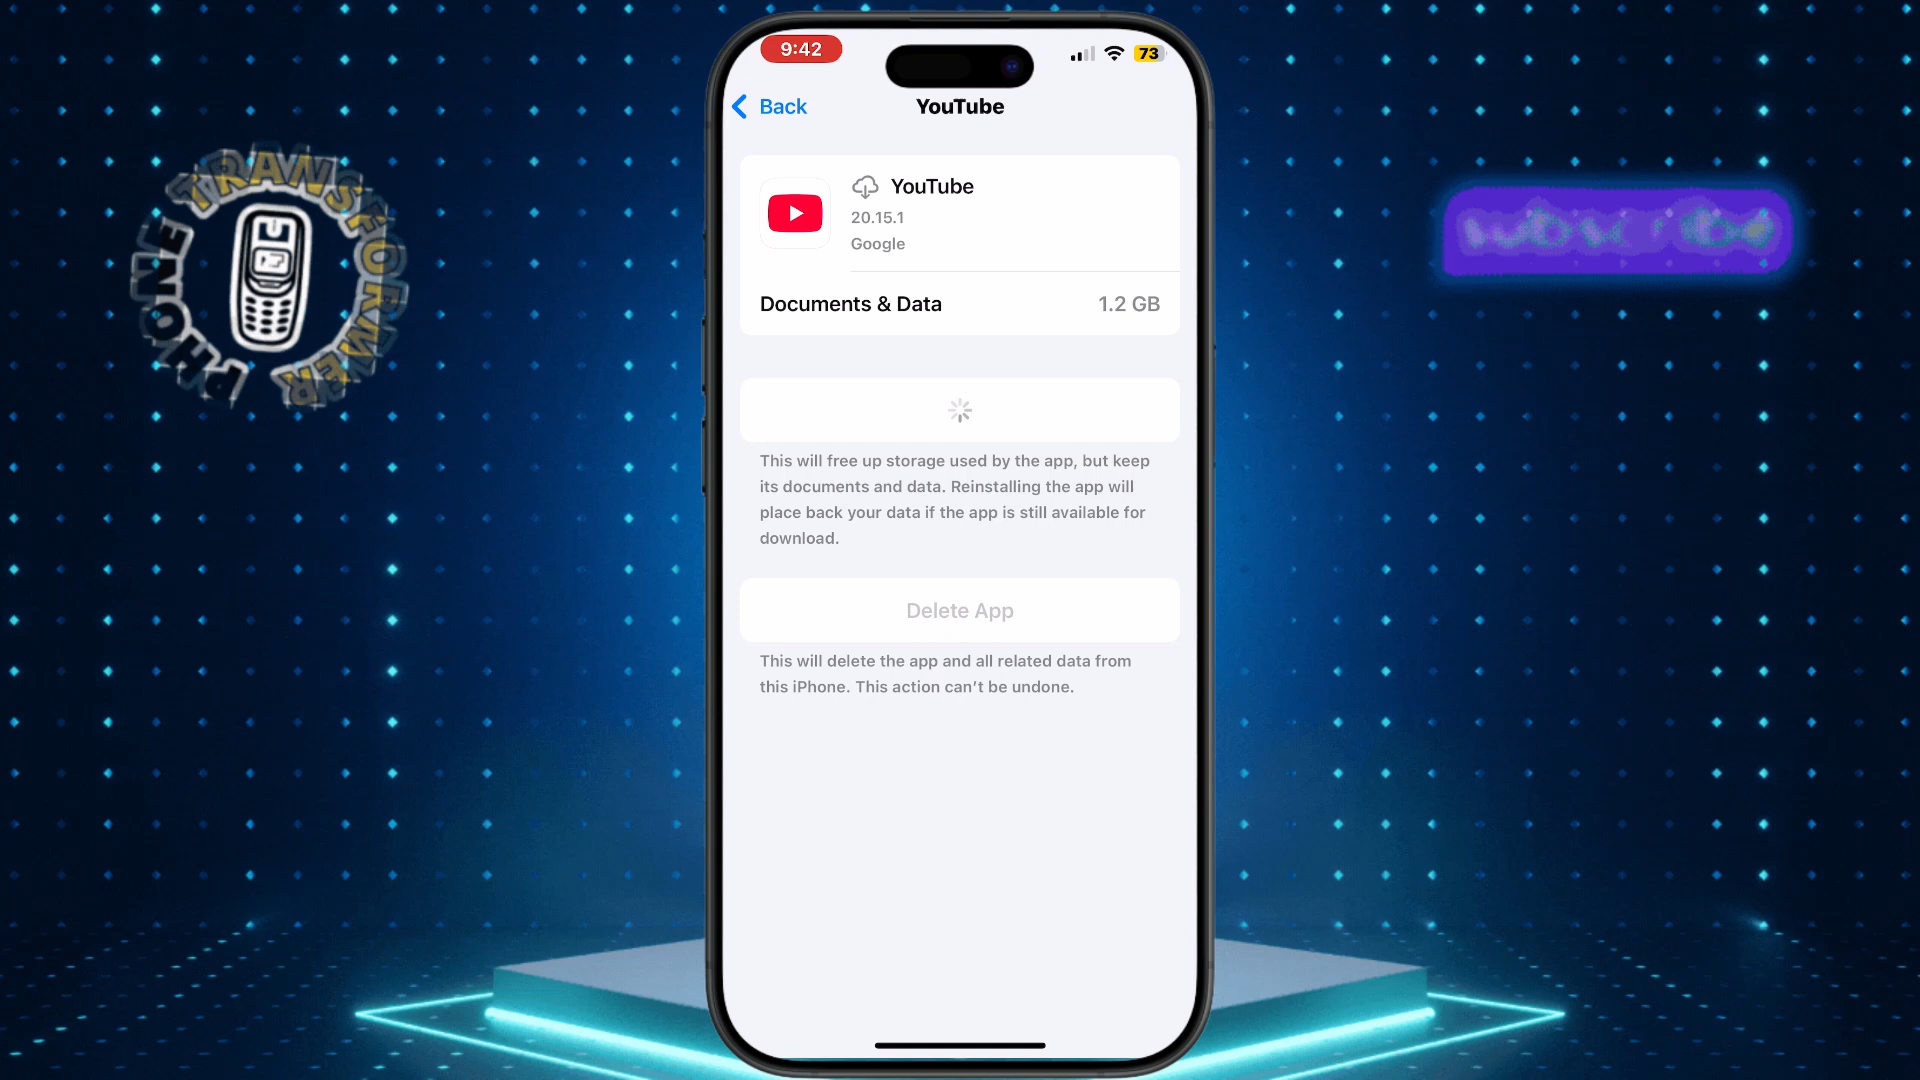 9:42
73
Back
YouTube
YouTube
20.15.1
Google
Documents & Data
1.2 GB
This will free up storage used by the app, but keep
its documents and data. Reinstalling the app will
place back your data if the app is still available for
download.
Delete App
This will delete the app and all related data from
this iPhone. This action can’t be undone.
PHONE TRANSFORMER